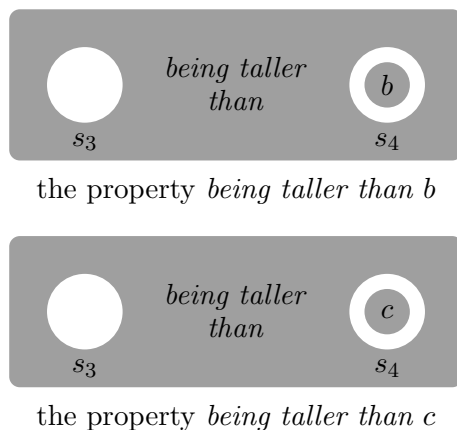 being taller
than
b
s₃
s₄
the property being taller than b
being taller
than
c
s₃
s₄
the property being taller than c